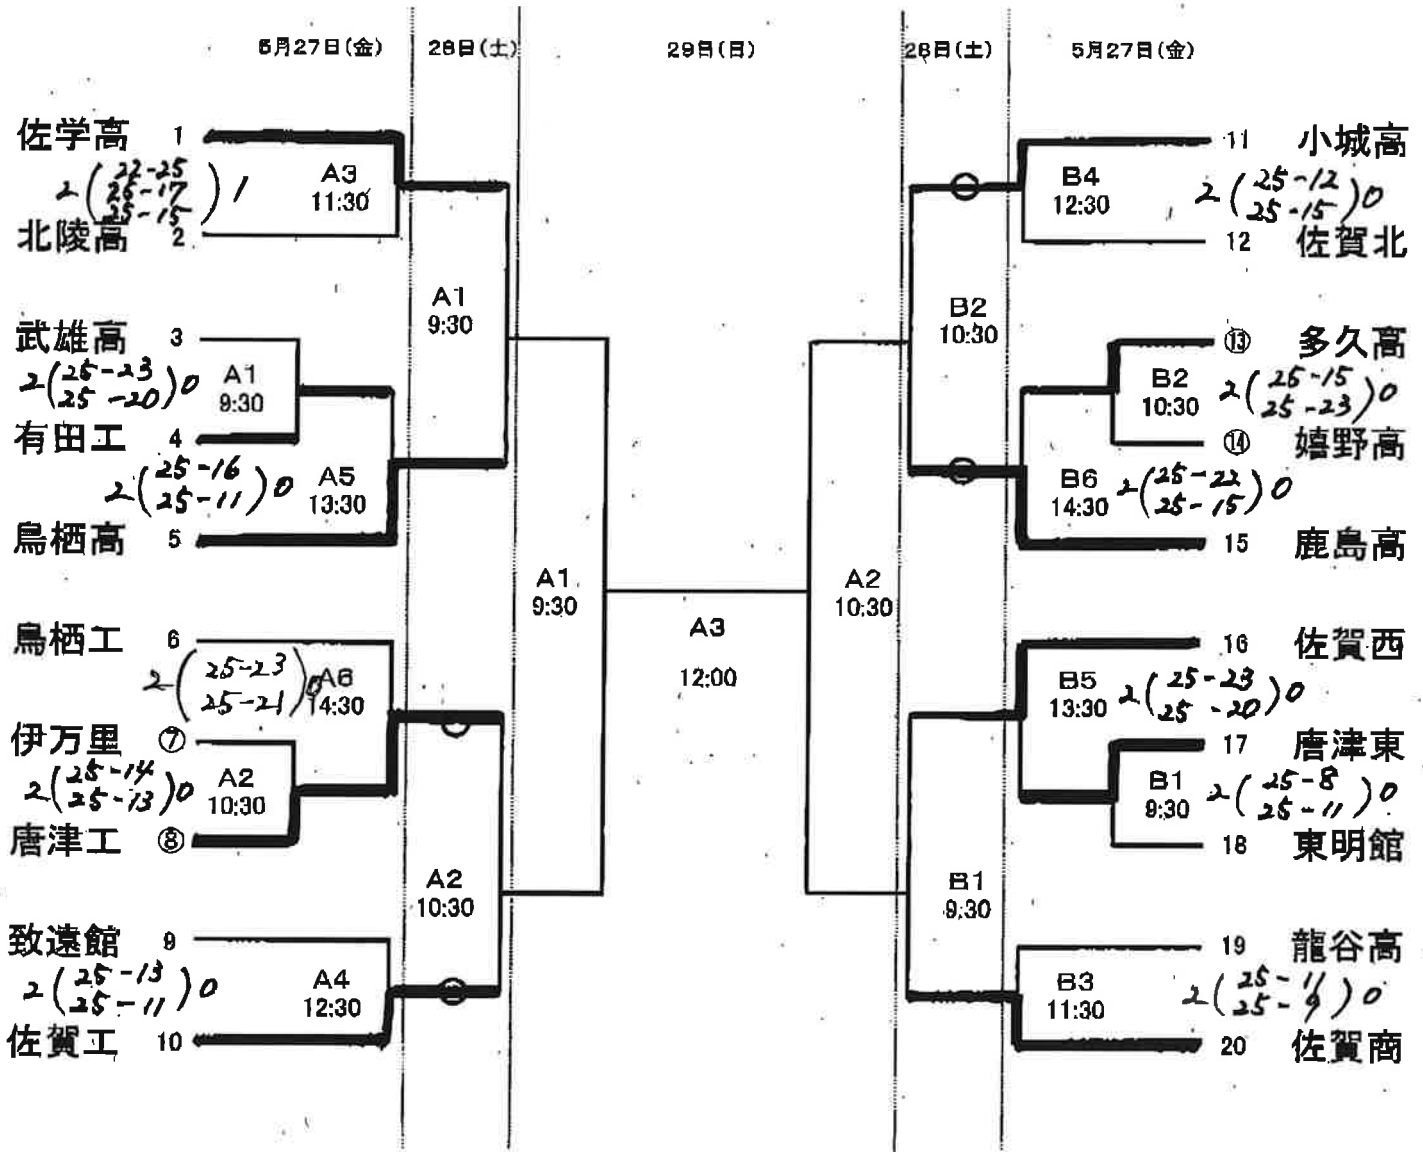 5月27日(金) 28日(土) 29日(日) 28日(土) 5月27日(金)
佐学高 1
2(22-25 25-17 25-15)1
A3
11:30
北陵高 2
A1
9:30
武雄高 3
2(25-23 25-20)0
A1
9:30
有田工 4
2(25-16 25-11)0
A5
13:30
鳥栖高 5
A1
9:30
鳥栖工 6
2(25-23 25-21)0
A6
14:30
伊万里 ⑦
2(25-14 25-13)0
A2
10:30
唐津工 ⑧
A2
10:30
致遠館 9
2(25-13 25-11)0
A4
12:30
佐賀工 10
A3
12:00
11 小城高
B4
12:30
2(25-12 25-15)0
12 佐賀北
B2
10:30
⑬ 多久高
B2
10:30
2(25-15 25-23)0
⑭ 嬉野高
B6
14:30
2(25-22 25-15)0
15 鹿島高
A2
10:30
16 佐賀西
B5
13:30
2(25-23 25-20)0
17 唐津東
B1
9:30
2(25-8 25-11)0
18 東明館
B1
9:30
19 龍谷高
B3
11:30
2(25-11 25-9)0
20 佐賀商